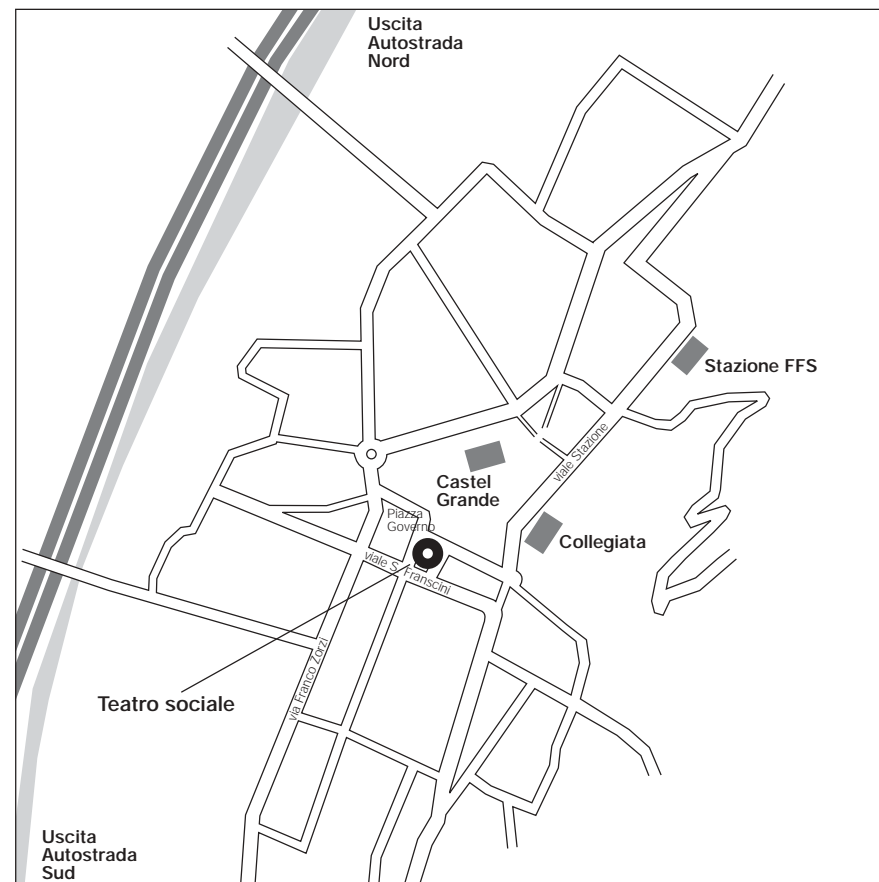 Uscita
Autostrada
Nord
Stazione FFS
viale Stazione
Castel
Grande
Piazza
Governo
Collegiata
viale S. Franscini
via Franco Zorzi
Teatro sociale
Uscita
Autostrada
Sud